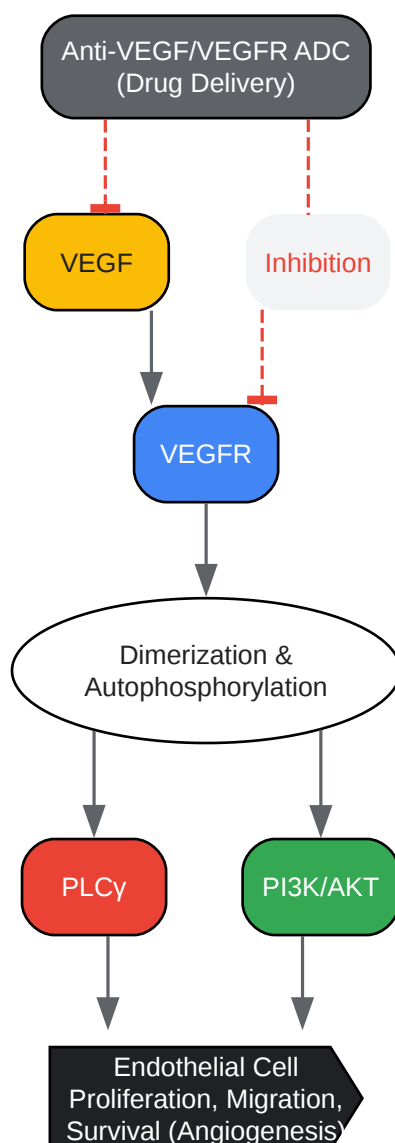 Anti-VEGF/VEGFR ADC
(Drug Delivery)
VEGF
Inhibition
VEGFR
Dimerization &
Autophosphorylation
PLCγ
PI3K/AKT
Endothelial Cell
Proliferation, Migration,
Survival (Angiogenesis)